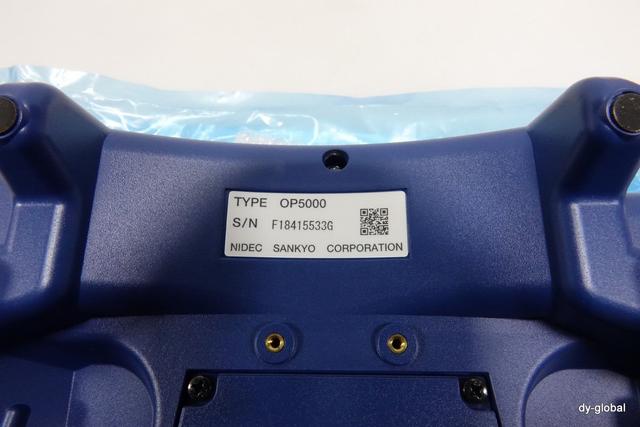 TYPE OP5000
S/N F18415533G
NIDEC SANKYO CORPORATION
dy-global